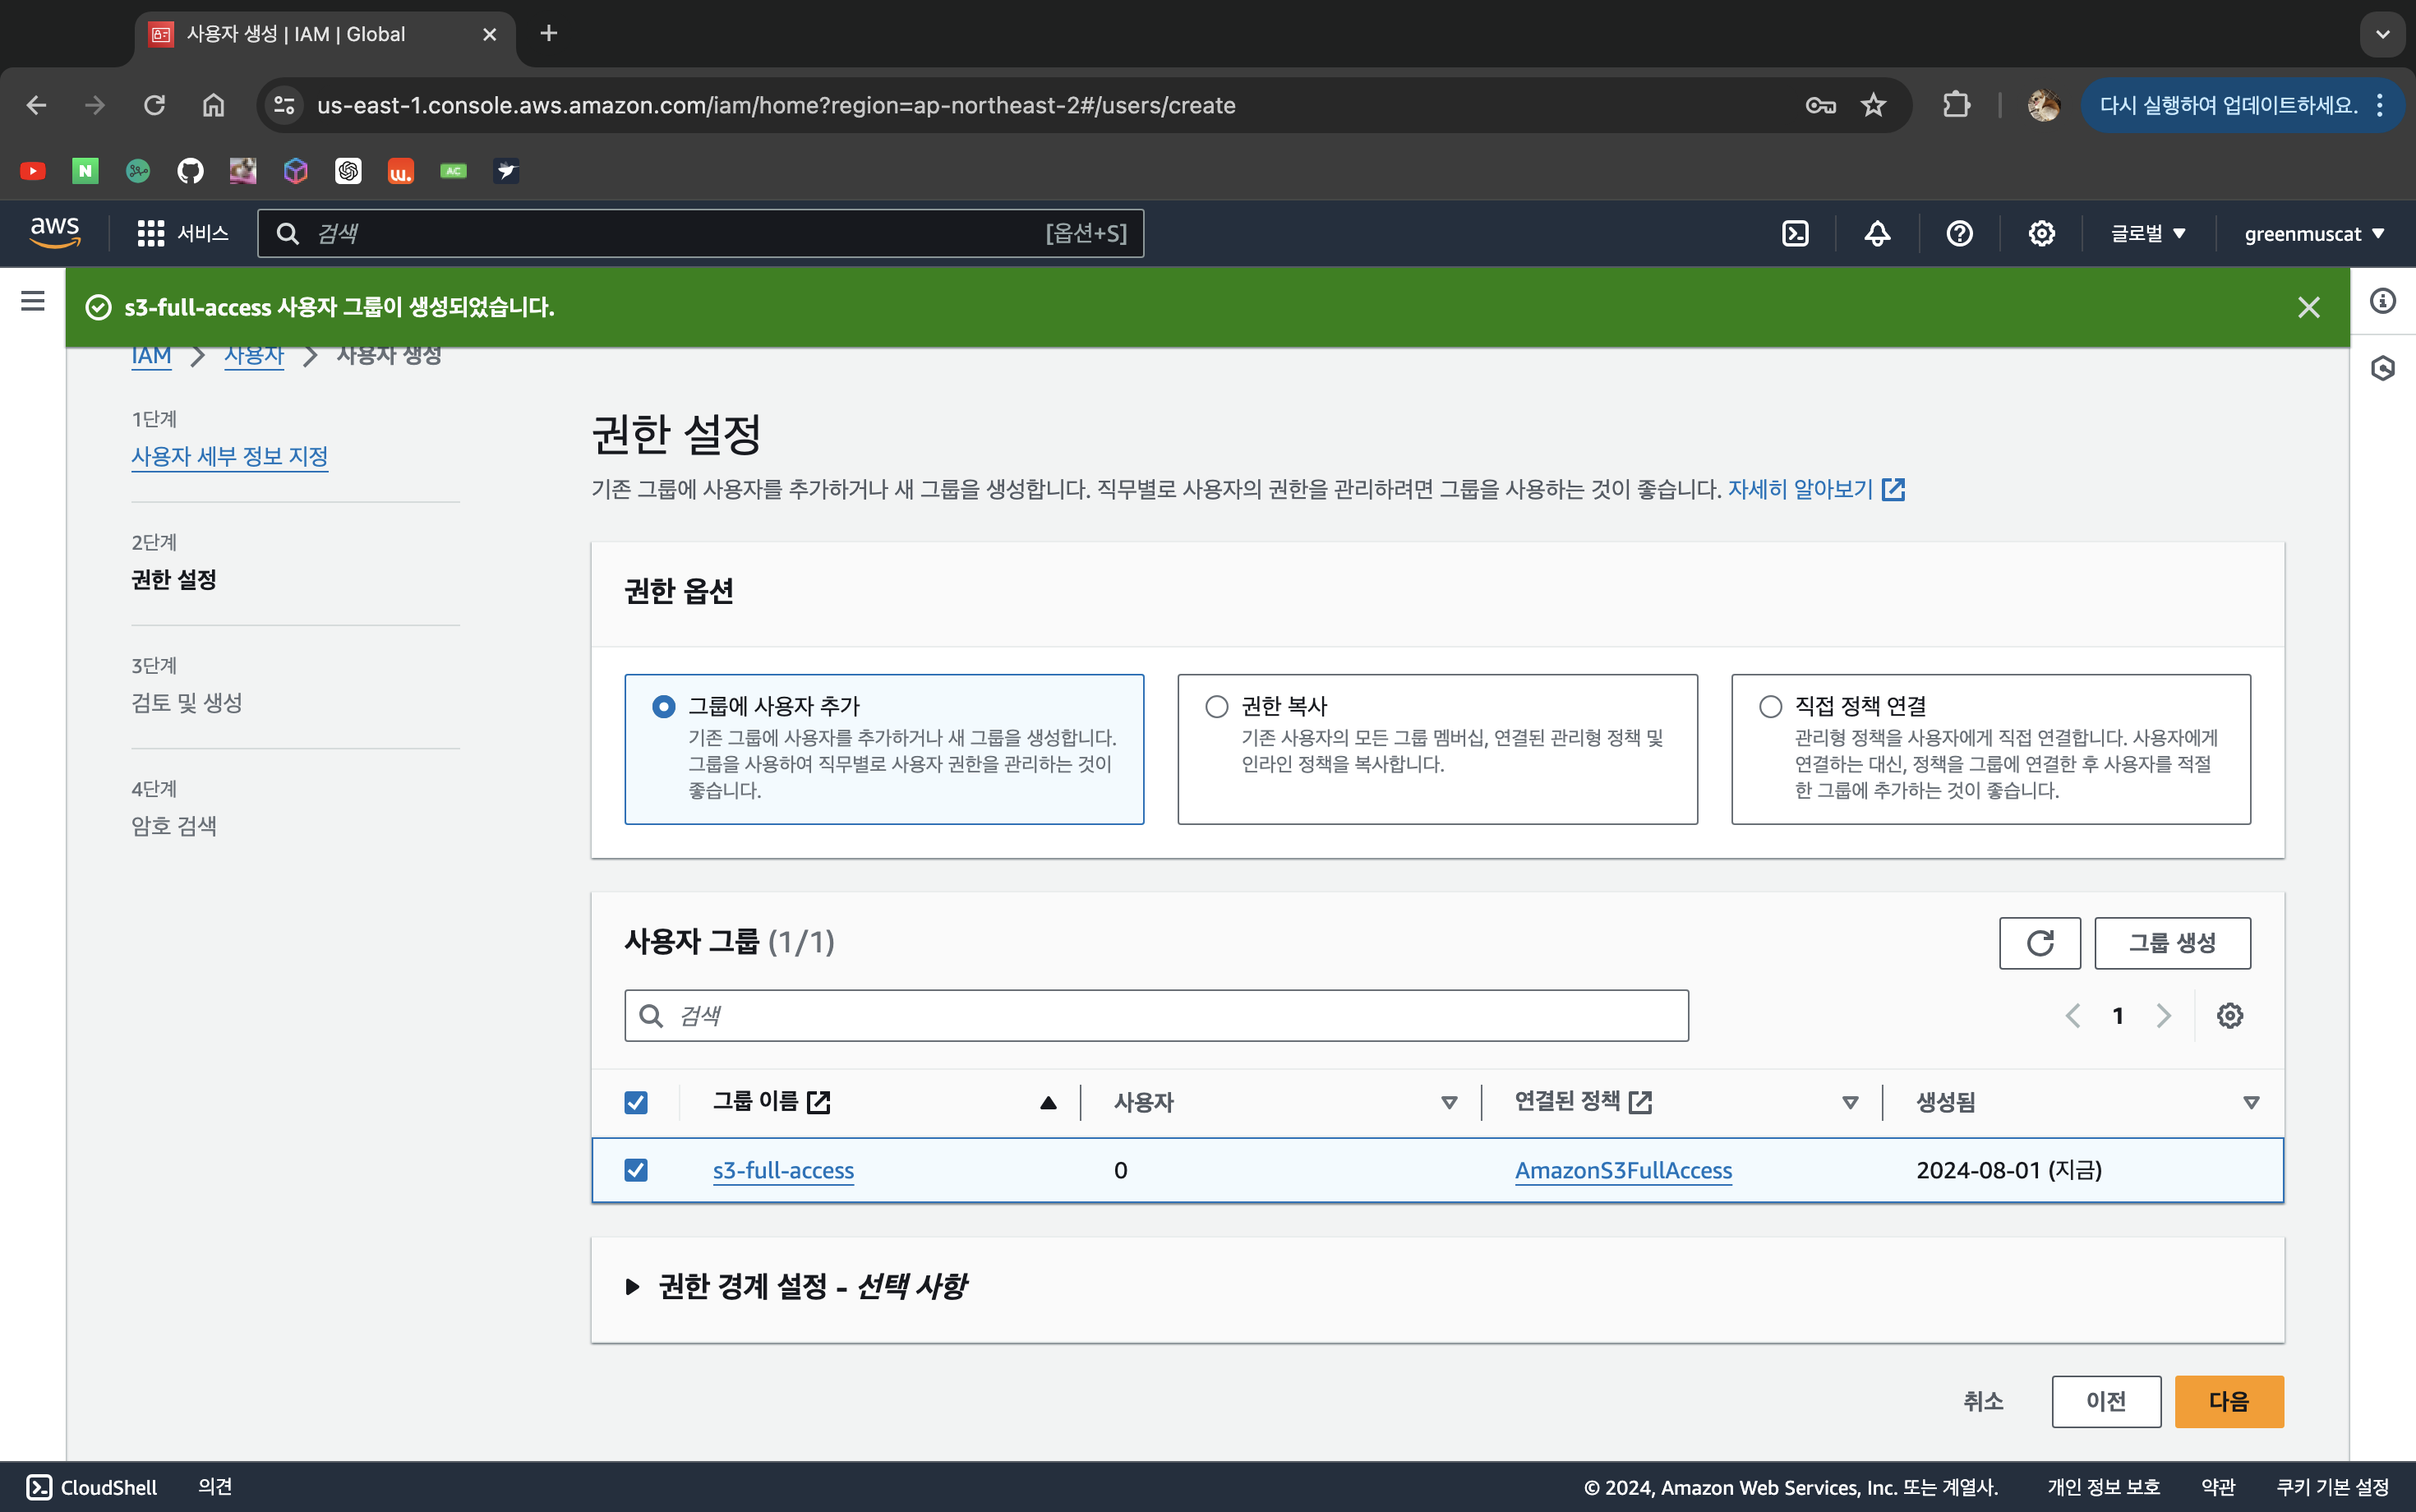 사용자 생성 | IAM | Global
us-east-1.console.aws.amazon.com/iam/home?region=ap-northeast-2#/users/create
다시 실행하여 업데이트하세요.
N
w.
AC
aws
서비스
검색
[옵션+S]
글로벌
greenmuscat
s3-full-access 사용자 그룹이 생성되었습니다.
IAM
사용자
사용자 생성
1단계
사용자 세부 정보 지정
2단계
권한 설정
3단계
검토 및 생성
4단계
암호 검색
권한 설정
기존 그룹에 사용자를 추가하거나 새 그룹을 생성합니다. 직무별로 사용자의 권한을 관리하려면 그룹을 사용하는 것이 좋습니다. 자세히 알아보기
권한 옵션
그룹에 사용자 추가
기존 그룹에 사용자를 추가하거나 새 그룹을 생성합니다.
그룹을 사용하여 직무별로 사용자 권한을 관리하는 것이
좋습니다.
권한 복사
기존 사용자의 모든 그룹 멤버십, 연결된 관리형 정책 및
인라인 정책을 복사합니다.
직접 정책 연결
관리형 정책을 사용자에게 직접 연결합니다. 사용자에게
연결하는 대신, 정책을 그룹에 연결한 후 사용자를 적절
한 그룹에 추가하는 것이 좋습니다.
사용자 그룹 (1/1)
그룹 생성
검색
1
그룹 이름
사용자
연결된 정책
생성됨
s3-full-access
0
AmazonS3FullAccess
2024-08-01 (지금)
권한 경계 설정 - 선택 사항
취소
이전
다음
CloudShell
의견
© 2024, Amazon Web Services, Inc. 또는 계열사.
개인 정보 보호
약관
쿠키 기본 설정